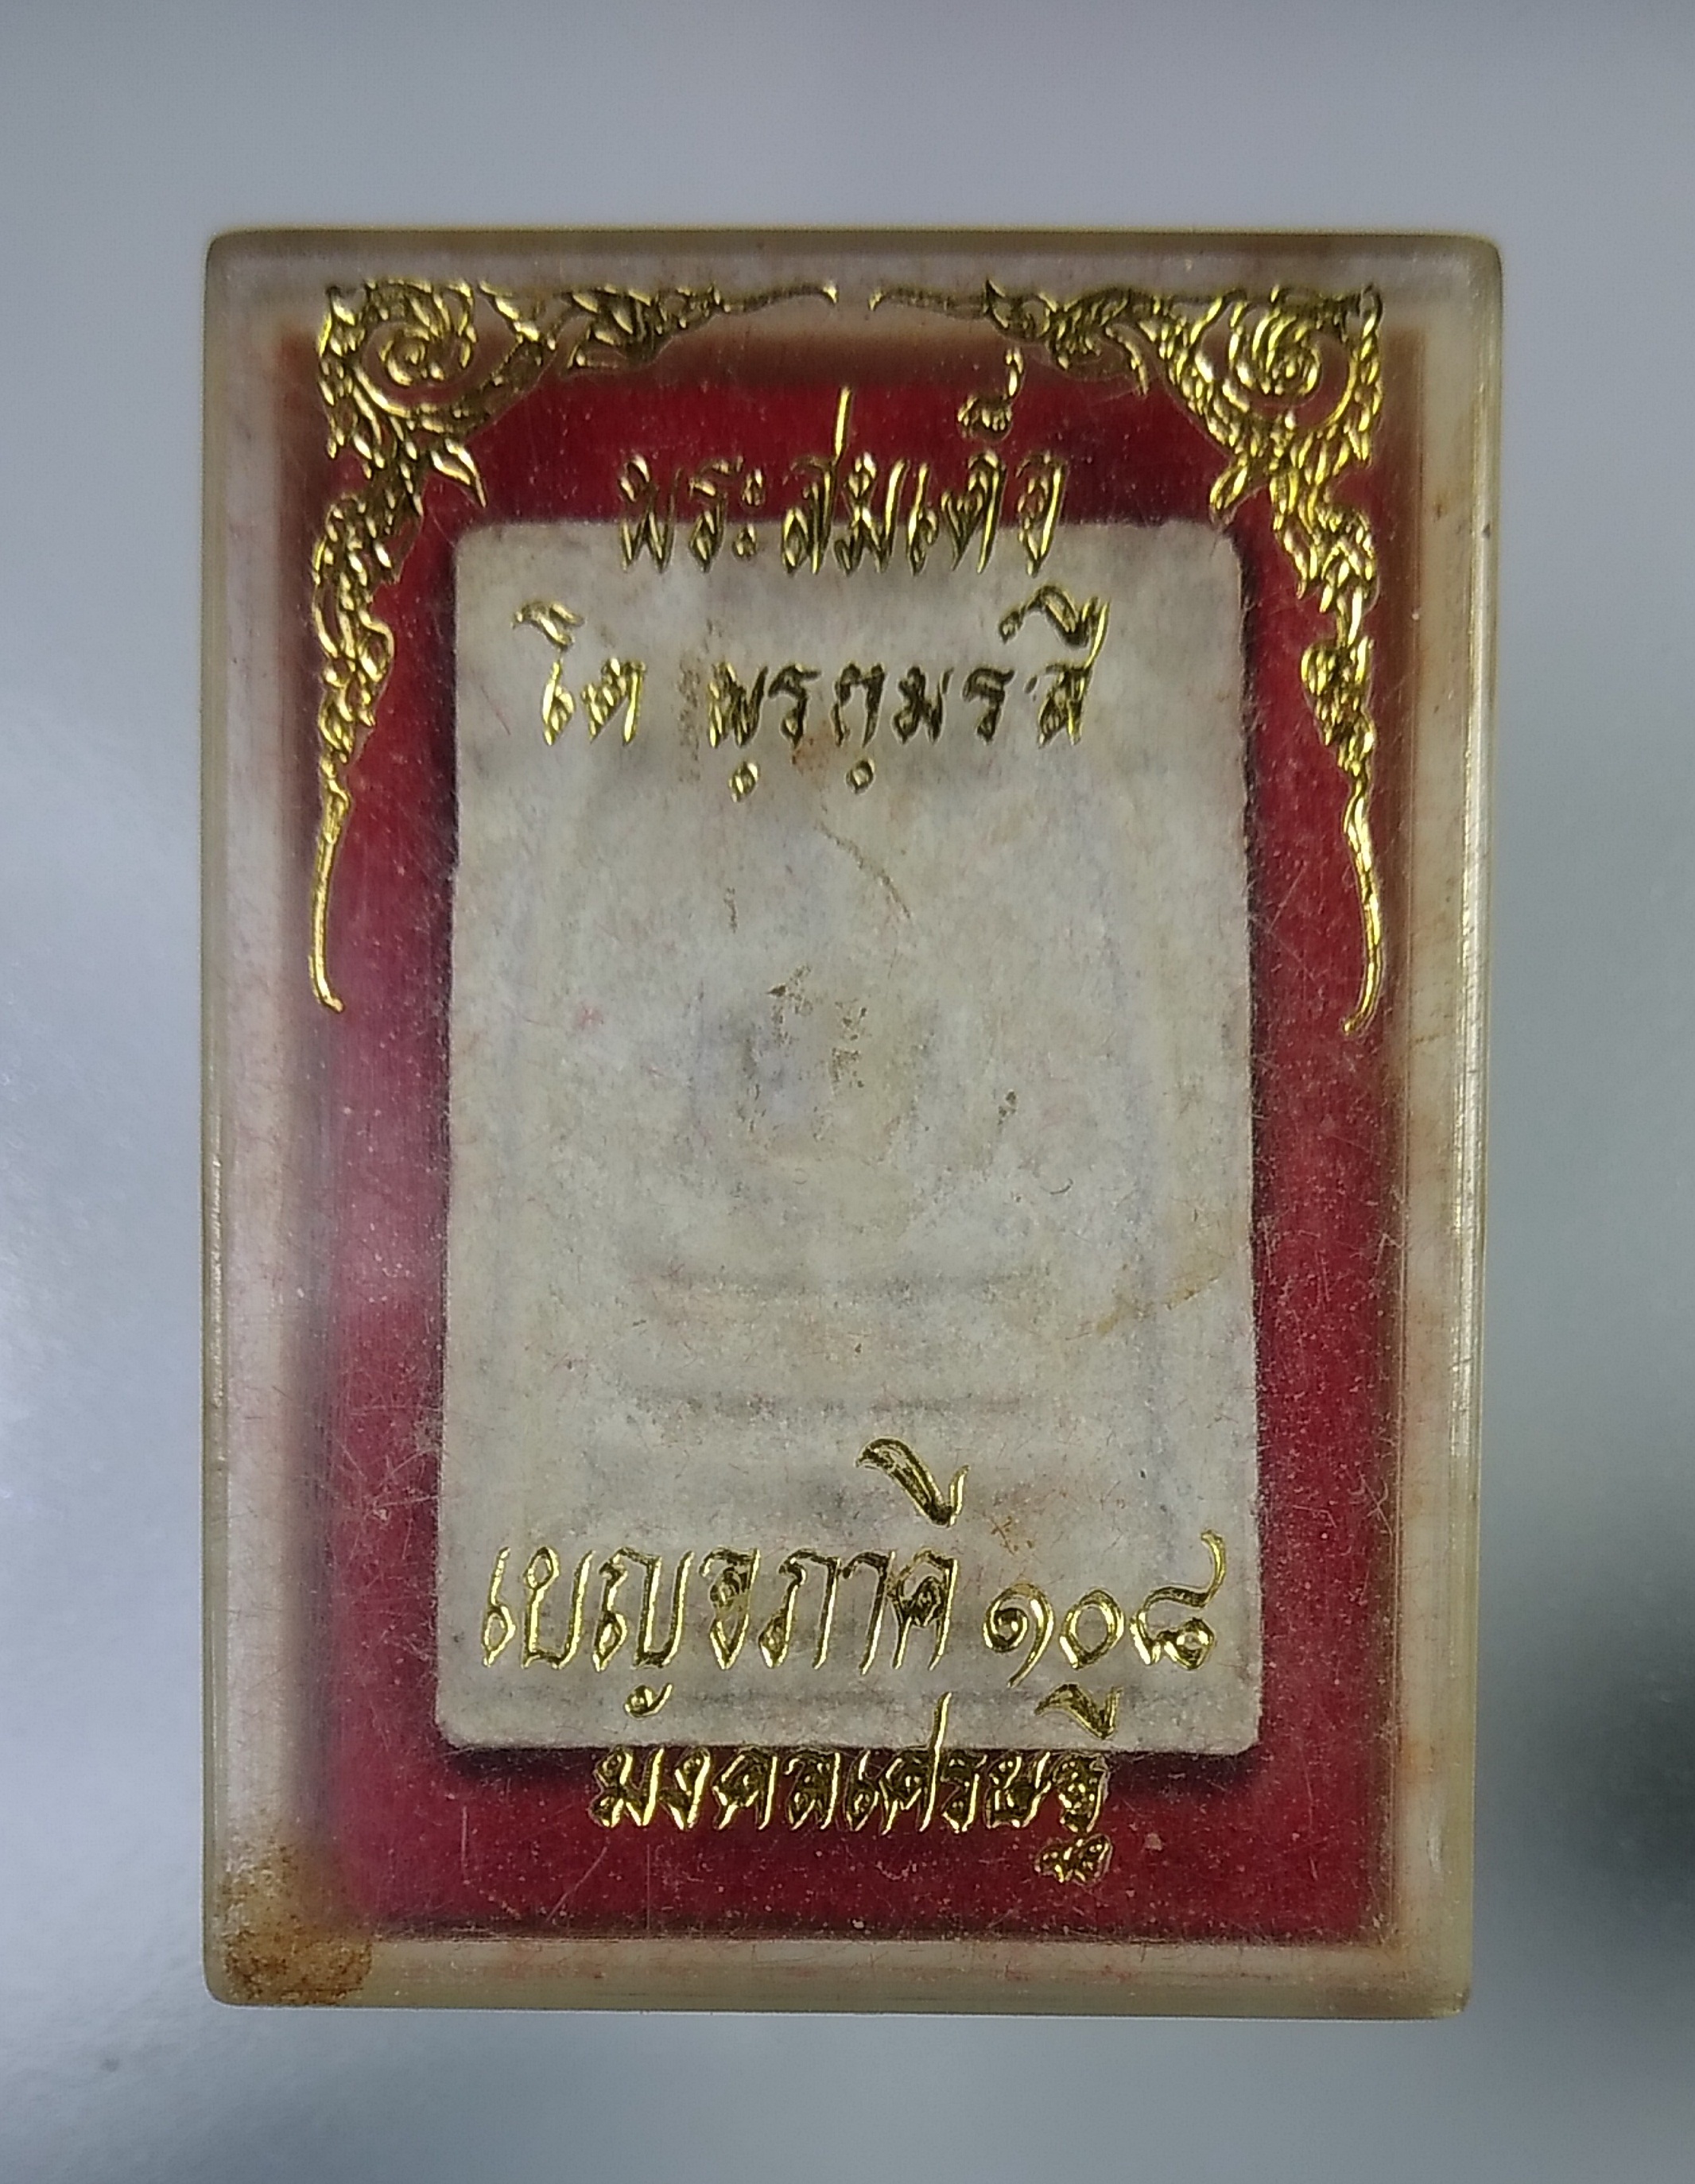 พระสมเด็จ
โต พฺรหฺมรํสี
เบญจภาคี ๑๐๘
มั่งคลเศรษฐี